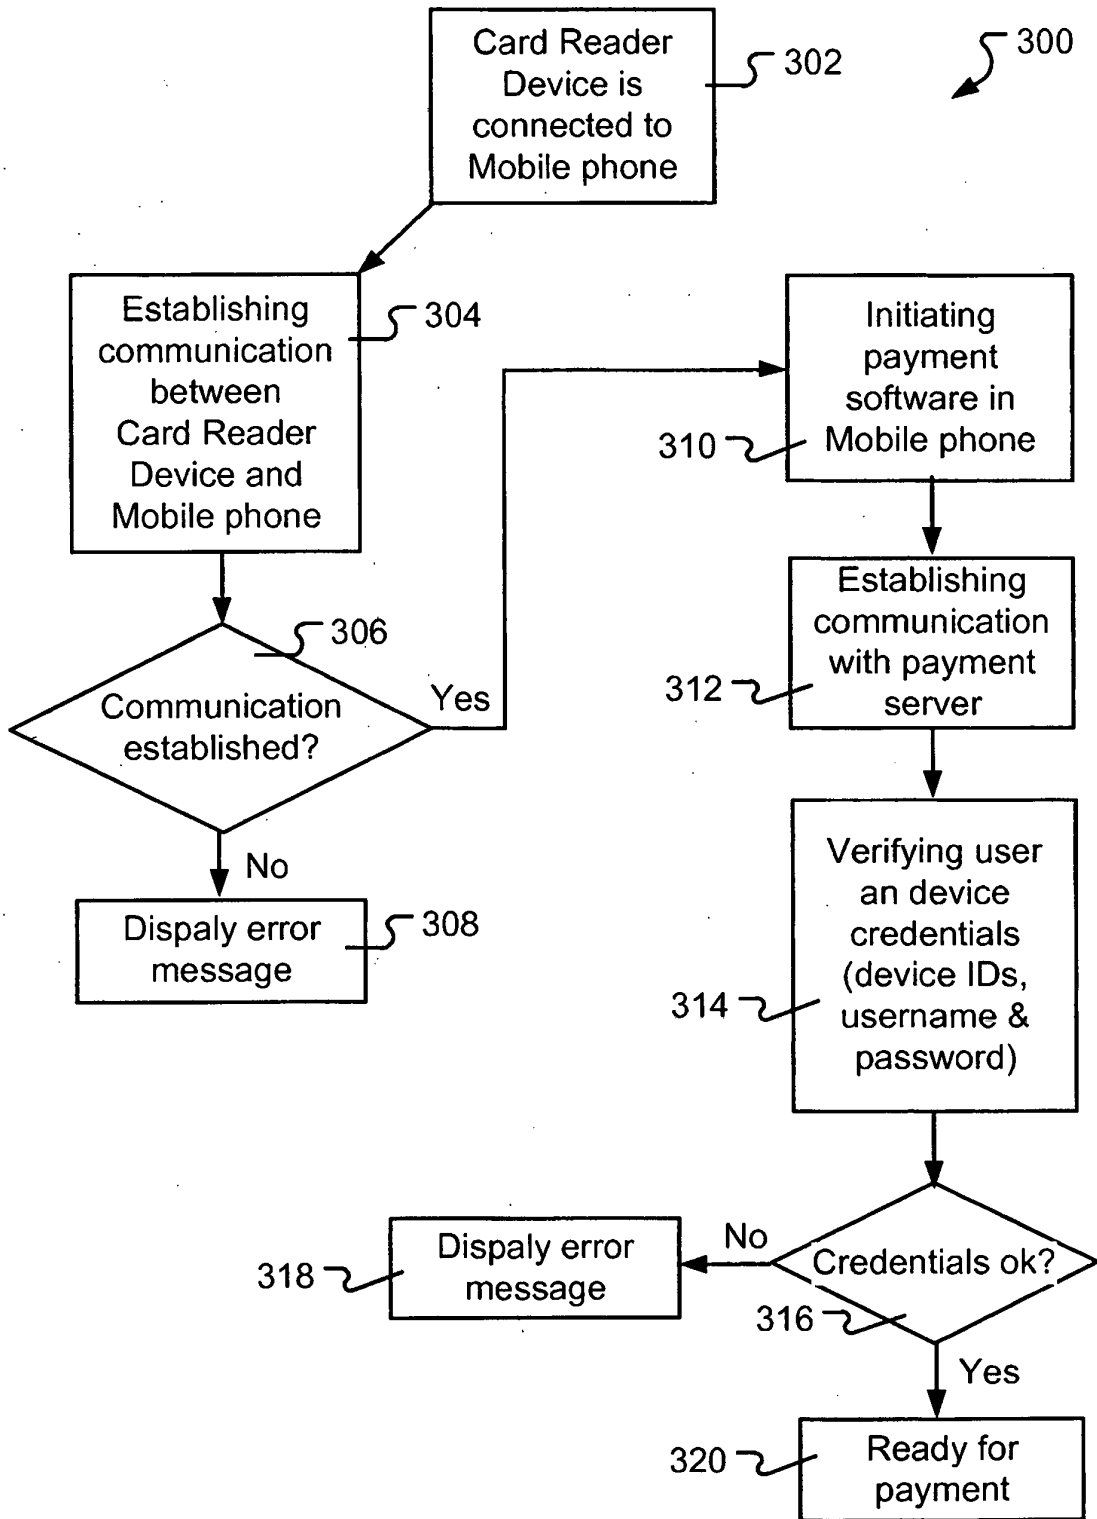 Card Reader
Device is
connected to
Mobile phone
302
300
Establishing
communication
between
Card Reader
Device and
Mobile phone
304
Communication
established?
306
Yes
No
Dispaly error
message
308
Initiating
payment
software in
Mobile phone
310
Establishing
communication
with payment
server
312
Verifying user
an device
credentials
(device IDs,
username &
password)
314
Credentials ok?
316
No
Dispaly error
message
318
Yes
Ready for
payment
320